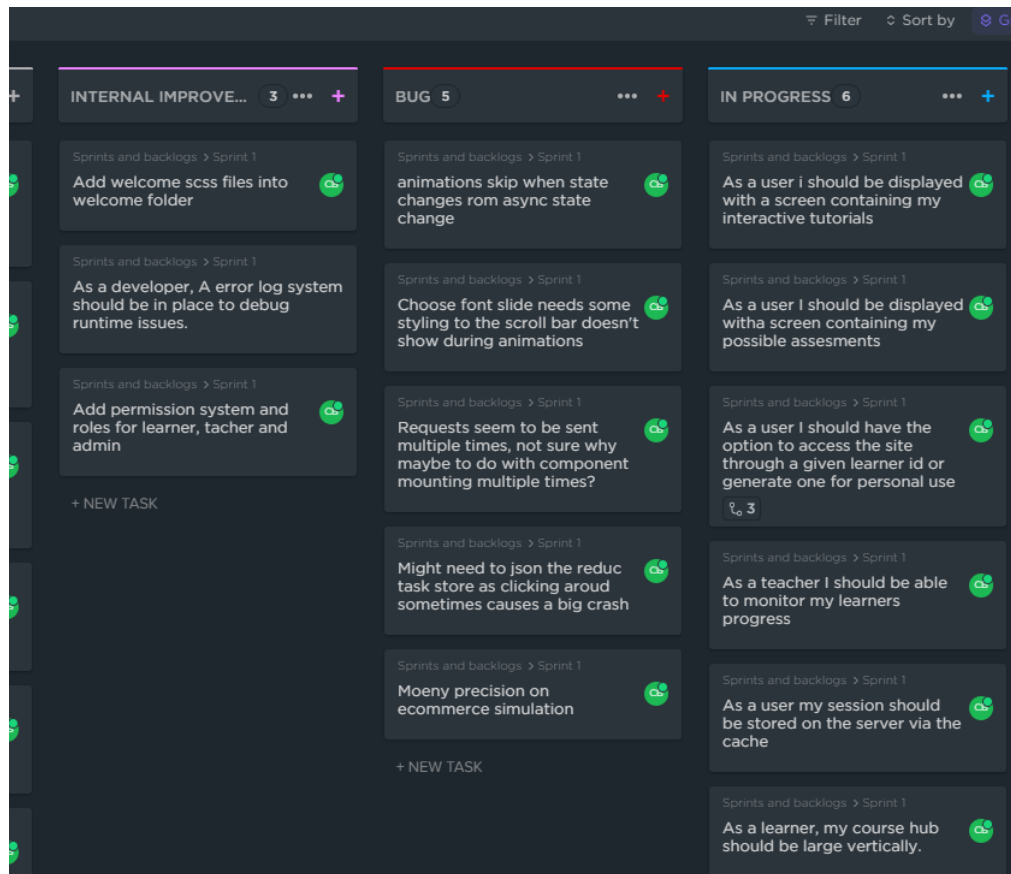 Filter
Sort by
G
INTERNAL IMPROVE... 3
Sprints and backlogs > Sprint 1
Add welcome scss files into
welcome folder
Sprints and backlogs > Sprint 1
As a developer, A error log system
should be in place to debug
runtime issues.
Sprints and backlogs > Sprint 1
Add permission system and
roles for learner, tacher and
admin
+ NEW TASK
BUG 5
Sprints and backlogs > Sprint 1
animations skip when state
changes rom async state
change
Sprints and backlogs > Sprint 1
Choose font slide needs some
styling to the scroll bar doesn't
show during animations
Sprints and backlogs > Sprint 1
Requests seem to be sent
multiple times, not sure why
maybe to do with component
mounting multiple times?
Sprints and backlogs > Sprint 1
Might need to json the reduc
task store as clicking aroud
sometimes causes a big crash
Sprints and backlogs > Sprint 1
Moeny precision on
ecommerce simulation
+ NEW TASK
IN PROGRESS 6
Sprints and backlogs > Sprint 1
As a user i should be displayed
with a screen containing my
interactive tutorials
Sprints and backlogs > Sprint 1
As a user I should be displayed
witha screen containing my
possible assesments
Sprints and backlogs > Sprint 1
As a user I should have the
option to access the site
through a given learner id or
generate one for personal use
3
Sprints and backlogs > Sprint 1
As a teacher I should be able
to monitor my learners
progress
Sprints and backlogs > Sprint 1
As a user my session should
be stored on the server via the
cache
Sprints and backlogs > Sprint 1
As a learner, my course hub
should be large vertically.